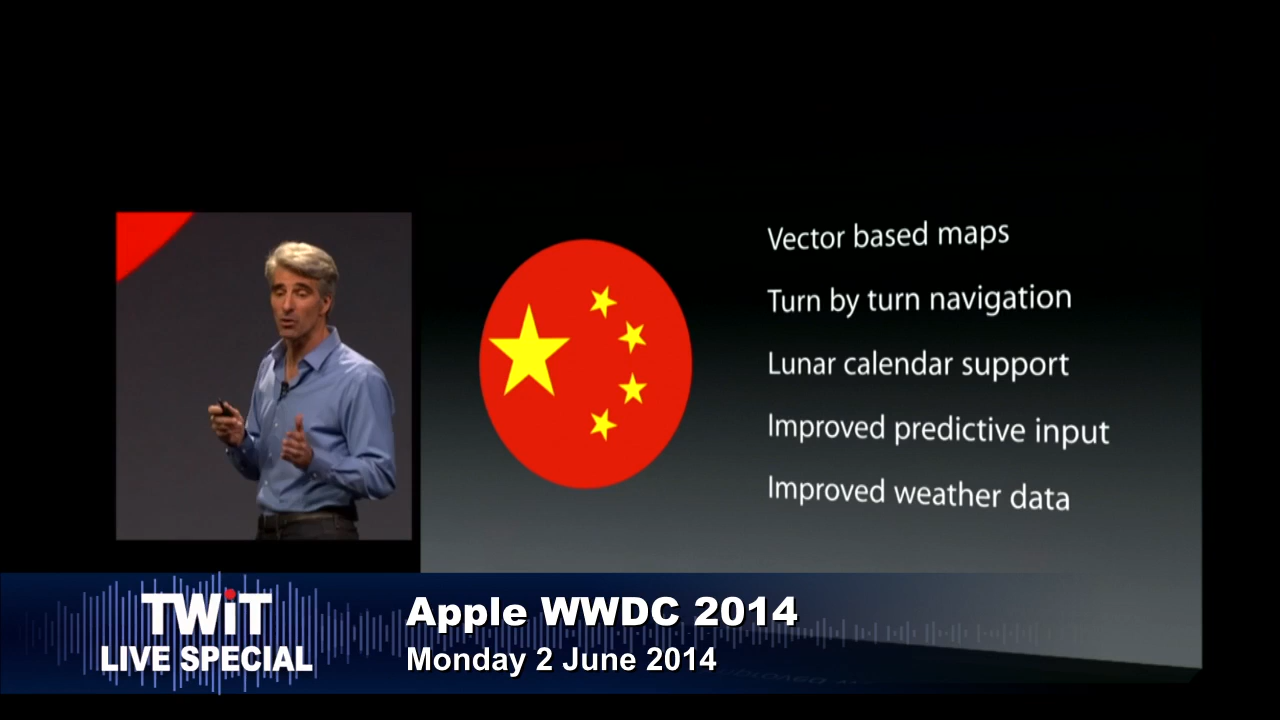 Vector based maps
Turn by turn navigation
Lunar calendar support
Improved predictive input
Improved weather data
TWiT
LIVE SPECIAL
Apple WWDC 2014
Monday 2 June 2014